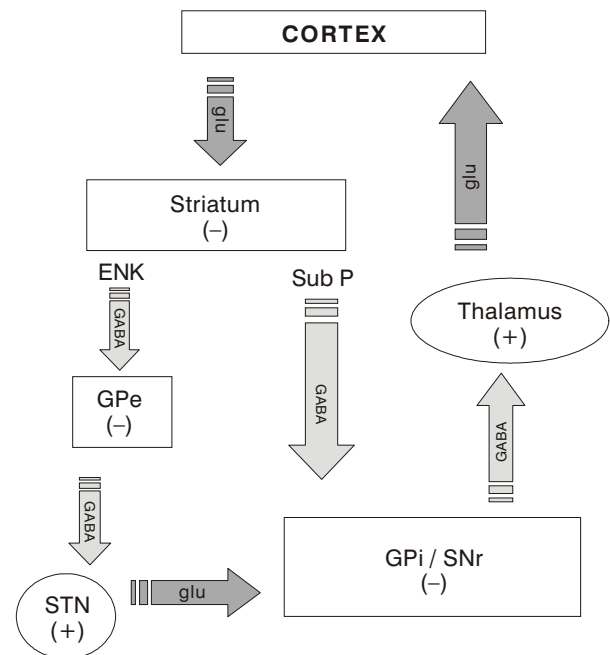 CORTEX
glu
glu
Striatum
(–)
ENK
Sub P
GABA
GABA
Thalamus
(+)
GPe
(–)
GABA
GABA
GPi / SNr
(–)
STN
(+)
glu